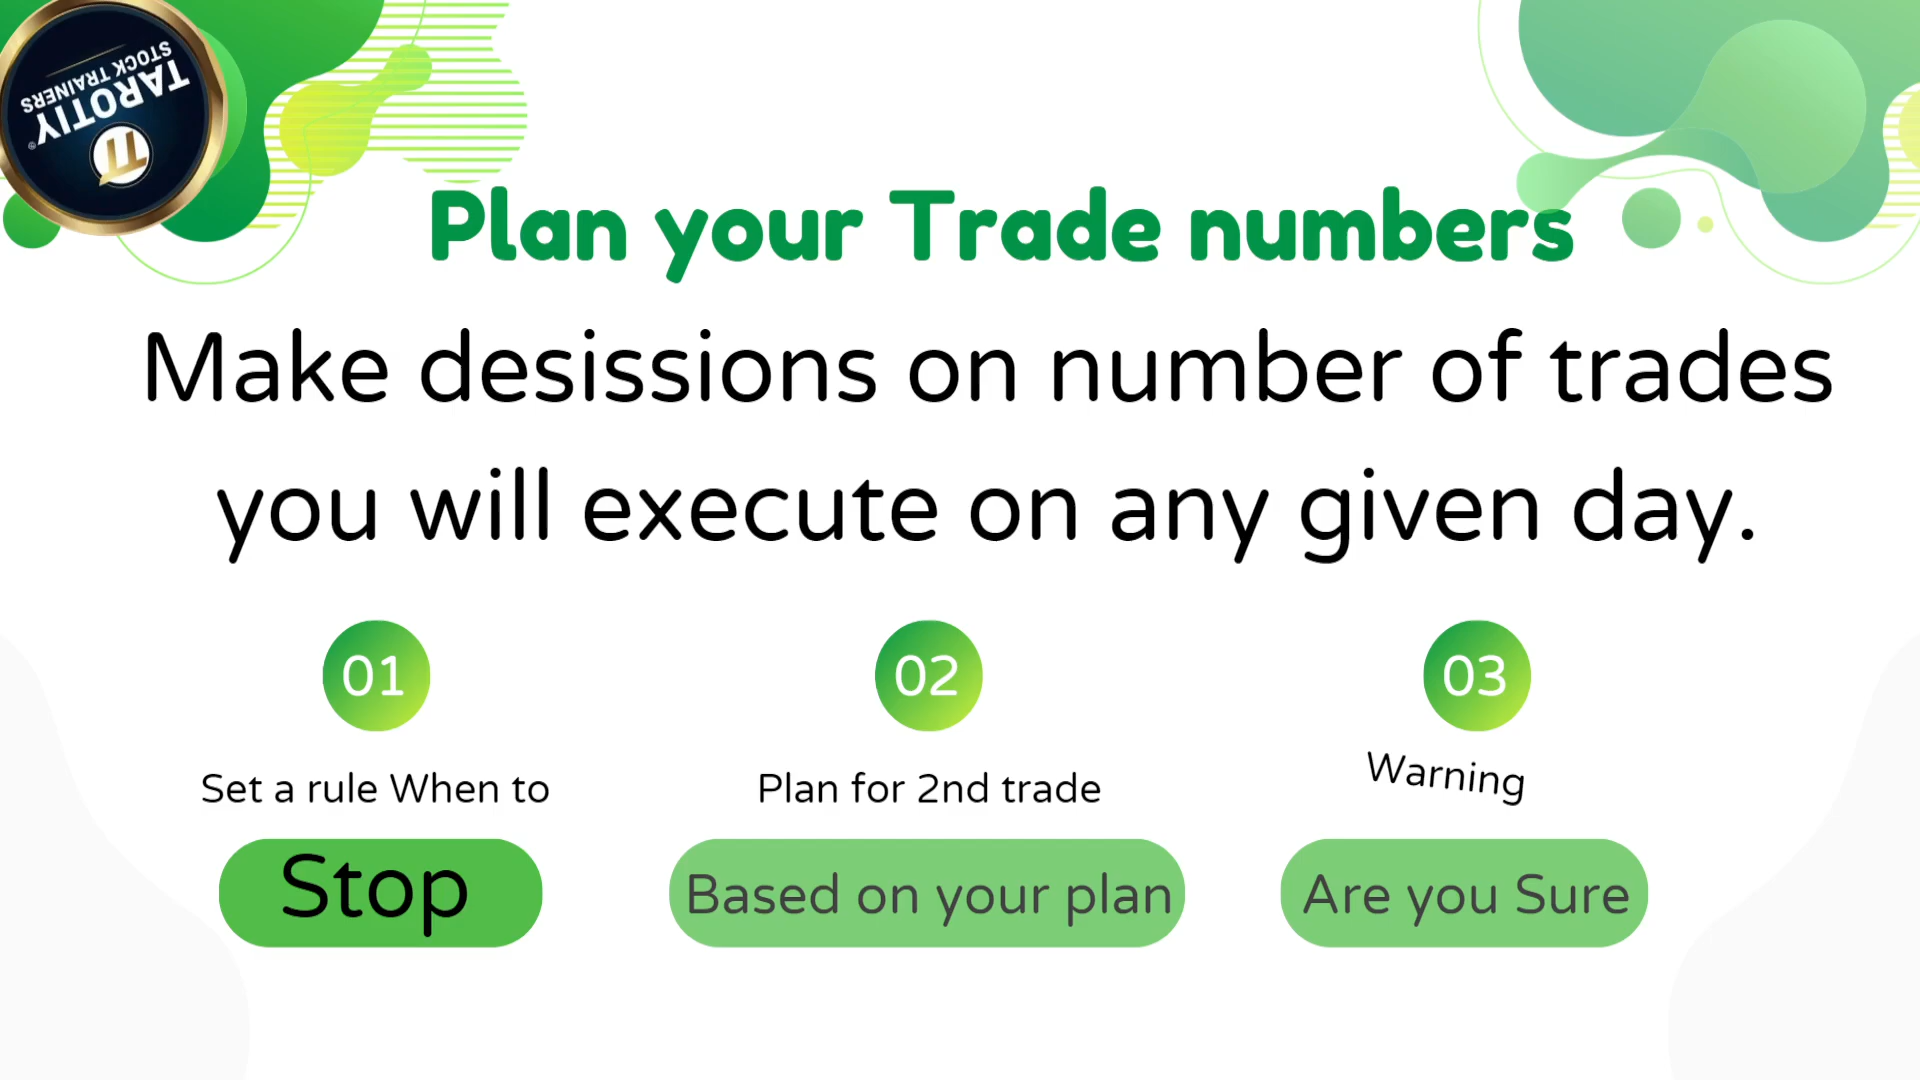 TAROTIY
STOCK TRAINERS
Plan your Trade numbers
Make desissions on number of trades
you will execute on any given day.
01
02
03
Set a rule When to
Plan for 2nd trade
Warning
Stop
Based on your plan
Are you Sure